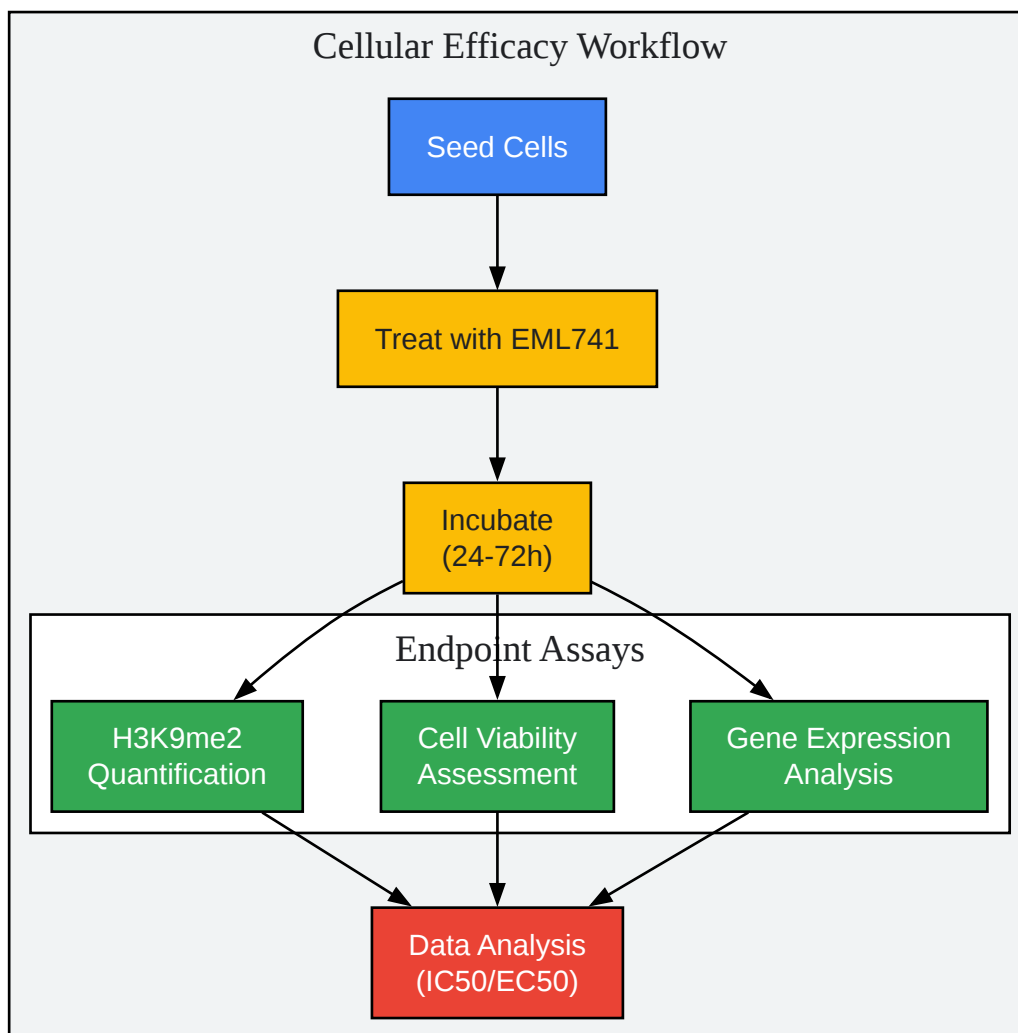 Cellular Efficacy Workflow
Seed Cells
Treat with EML741
Incubate
(24-72h)
Endpoint Assays
H3K9me2
Quantification
Cell Viability
Assessment
Gene Expression
Analysis
Data Analysis
(IC50/EC50)